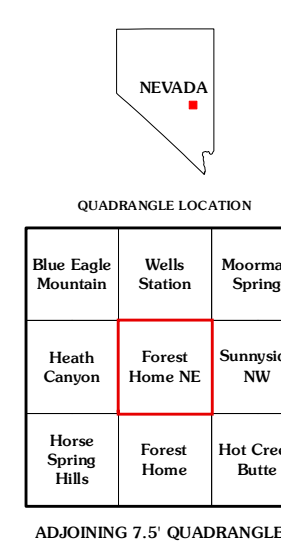 NEVADA
QUADRANGLE LOCATION
Blue Eagle
Mountain
Wells
Station
Moorma
Spring
Heath
Canyon
Forest
Home NE
Sunnysid
NW
Horse
Spring
Hills
Forest
Home
Hot Cree
Butte
ADJOINING 7.5' QUADRANGLE